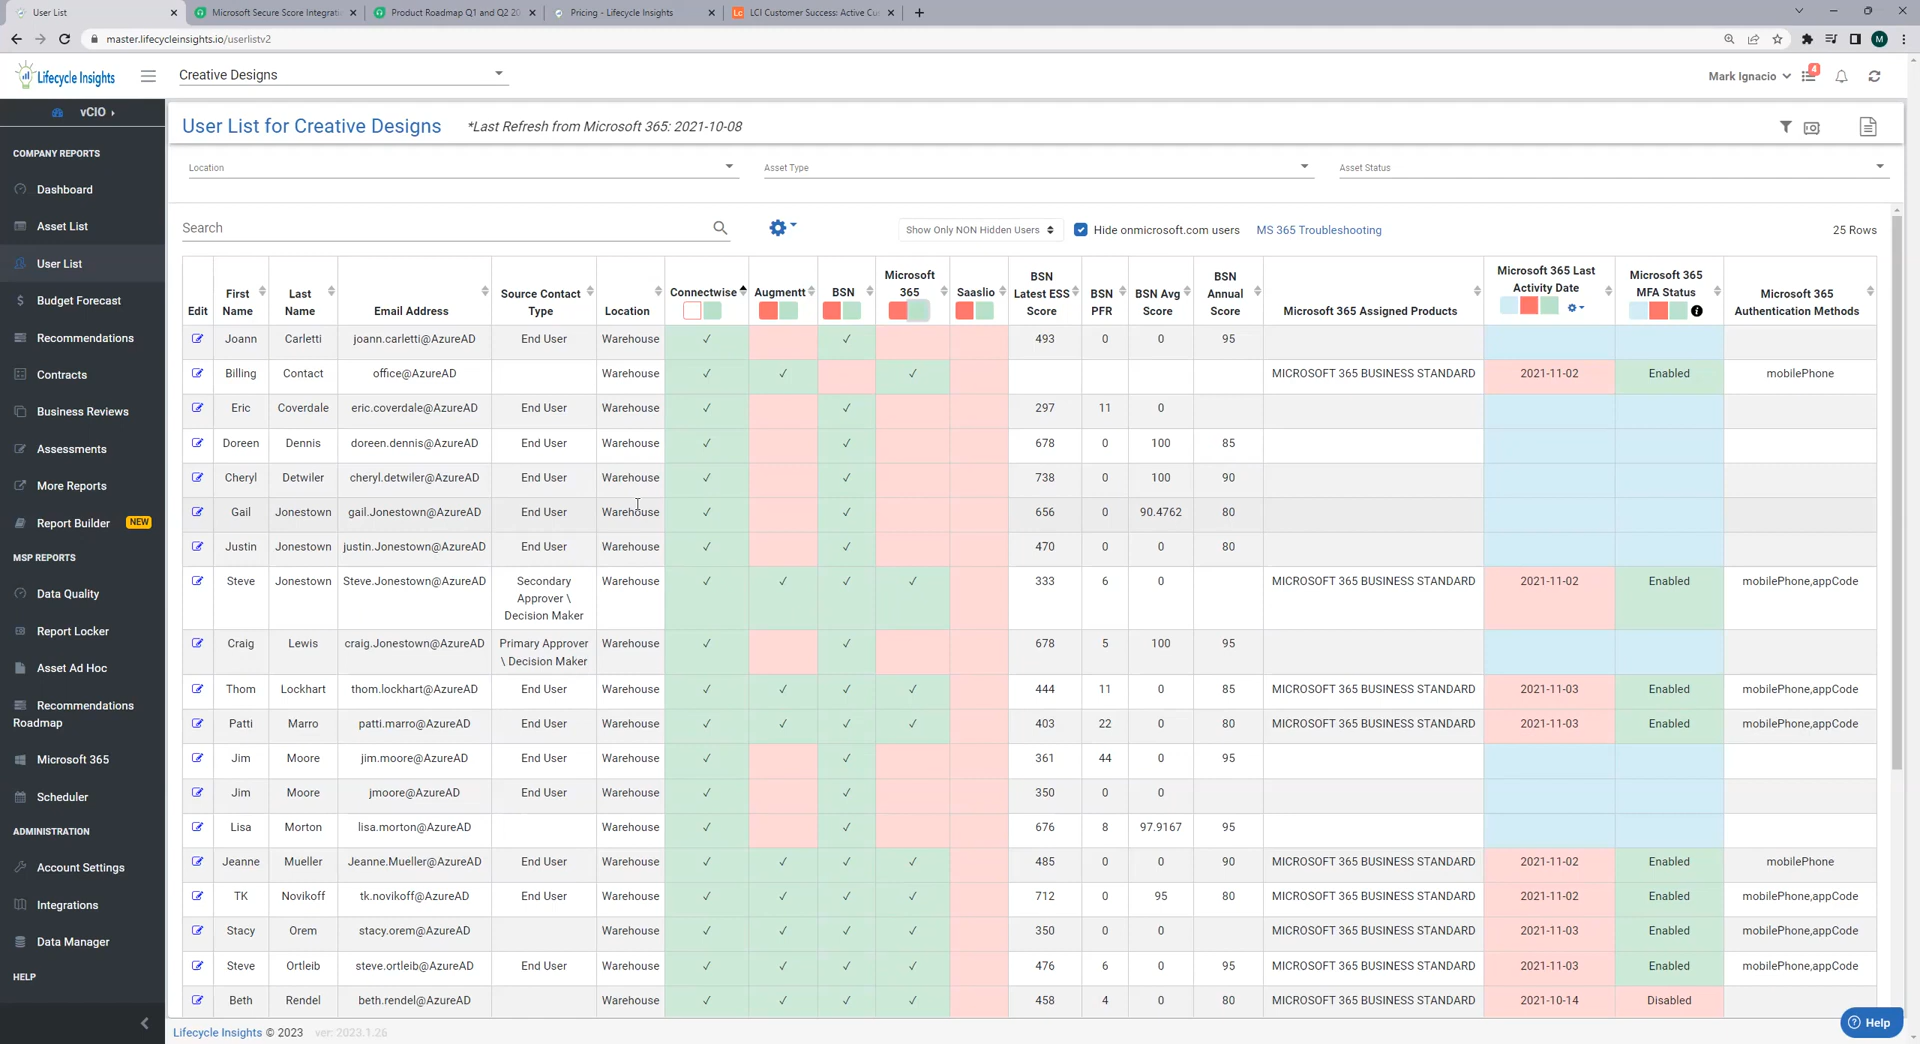 User List
Microsoft Secure Score Integrati
Product Roadmap Q1 and Q2 20
Pricing - Lifecycle Insights
LCI Customer Success: Active Cu
master.lifecycleinsights.io/userlistv2
M
Lifecycle Insights
Creative Designs
Mark Ignacio
4
vCIO
COMPANY REPORTS
Dashboard
Asset List
User List
Budget Forecast
Recommendations
Contracts
Business Reviews
Assessments
More Reports
Report Builder NEW
MSP REPORTS
Data Quality
Report Locker
Asset Ad Hoc
Recommendations
Roadmap
Microsoft 365
Scheduler
ADMINISTRATION
Account Settings
Integrations
Data Manager
HELP
User List for Creative Designs *Last Refresh from Microsoft 365: 2021-10-08
Location Asset Type Asset Status
Search Show Only NON Hidden Users Hide onmicrosoft.com users MS 365 Troubleshooting 25 Rows
Edit
First
Name
Last
Name
Email Address
Source Contact
Type
Location
Connectwise
Augmentt
BSN
Microsoft
365
Saaslio
BSN
Latest ESS
Score
BSN
PFR
BSN Avg
Score
BSN
Annual
Score
Microsoft 365 Assigned Products
Microsoft 365 Last
Activity Date
Microsoft 365
MFA Status
Microsoft 365
Authentication Methods
Joann Carletti joann.carletti@AzureAD End User Warehouse ✓ ✓ 493 0 0 95
Billing Contact office@AzureAD Warehouse ✓ ✓ ✓ MICROSOFT 365 BUSINESS STANDARD 2021-11-02 Enabled mobilePhone
Eric Coverdale eric.coverdale@AzureAD End User Warehouse ✓ ✓ 297 11 0
Doreen Dennis doreen.dennis@AzureAD End User Warehouse ✓ ✓ 678 0 100 85
Cheryl Detwiler cheryl.detwiler@AzureAD End User Warehouse ✓ ✓ 738 0 100 90
Gail Jonestown gail.Jonestown@AzureAD End User Warehouse ✓ ✓ 656 0 90.4762 80
Justin Jonestown justin.Jonestown@AzureAD End User Warehouse ✓ ✓ 470 0 0 80
Steve Jonestown Steve.Jonestown@AzureAD Secondary Warehouse ✓ ✓ ✓ ✓ 333 6 0 MICROSOFT 365 BUSINESS STANDARD 2021-11-02 Enabled mobilePhone,appCode
Approver \
Decision Maker
Craig Lewis craig.Jonestown@AzureAD Primary Approver Warehouse ✓ ✓ 678 5 100 95
\ Decision Maker
Thom Lockhart thom.lockhart@AzureAD End User Warehouse ✓ ✓ ✓ ✓ 444 11 0 85 MICROSOFT 365 BUSINESS STANDARD 2021-11-03 Enabled mobilePhone,appCode
Patti Marro patti.marro@AzureAD End User Warehouse ✓ ✓ ✓ ✓ 403 22 0 80 MICROSOFT 365 BUSINESS STANDARD 2021-11-03 Enabled mobilePhone,appCode
Jim Moore jim.moore@AzureAD End User Warehouse ✓ ✓ 361 44 0 95
Jim Moore jmoore@AzureAD End User Warehouse ✓ ✓ 350 0 0
Lisa Morton lisa.morton@AzureAD Warehouse ✓ ✓ 676 8 97.9167 95
Jeanne Mueller Jeanne.Mueller@AzureAD End User Warehouse ✓ ✓ ✓ ✓ 485 0 0 90 MICROSOFT 365 BUSINESS STANDARD 2021-11-02 Enabled mobilePhone
TK Novikoff tk.novikoff@AzureAD End User Warehouse ✓ ✓ ✓ ✓ 712 0 95 80 MICROSOFT 365 BUSINESS STANDARD 2021-11-02 Enabled mobilePhone,appCode
Stacy Orem stacy.orem@AzureAD Warehouse ✓ ✓ ✓ ✓ 350 0 0 MICROSOFT 365 BUSINESS STANDARD 2021-11-03 Enabled mobilePhone,appCode
Steve Ortleib steve.ortleib@AzureAD End User Warehouse ✓ ✓ ✓ ✓ 476 6 0 95 MICROSOFT 365 BUSINESS STANDARD 2021-11-03 Enabled mobilePhone,appCode
Beth Rendel beth.rendel@AzureAD Warehouse ✓ ✓ ✓ ✓ 458 4 0 80 MICROSOFT 365 BUSINESS STANDARD 2021-10-14 Disabled
Lifecycle Insights © 2023 ver: 2023.1.26
Help